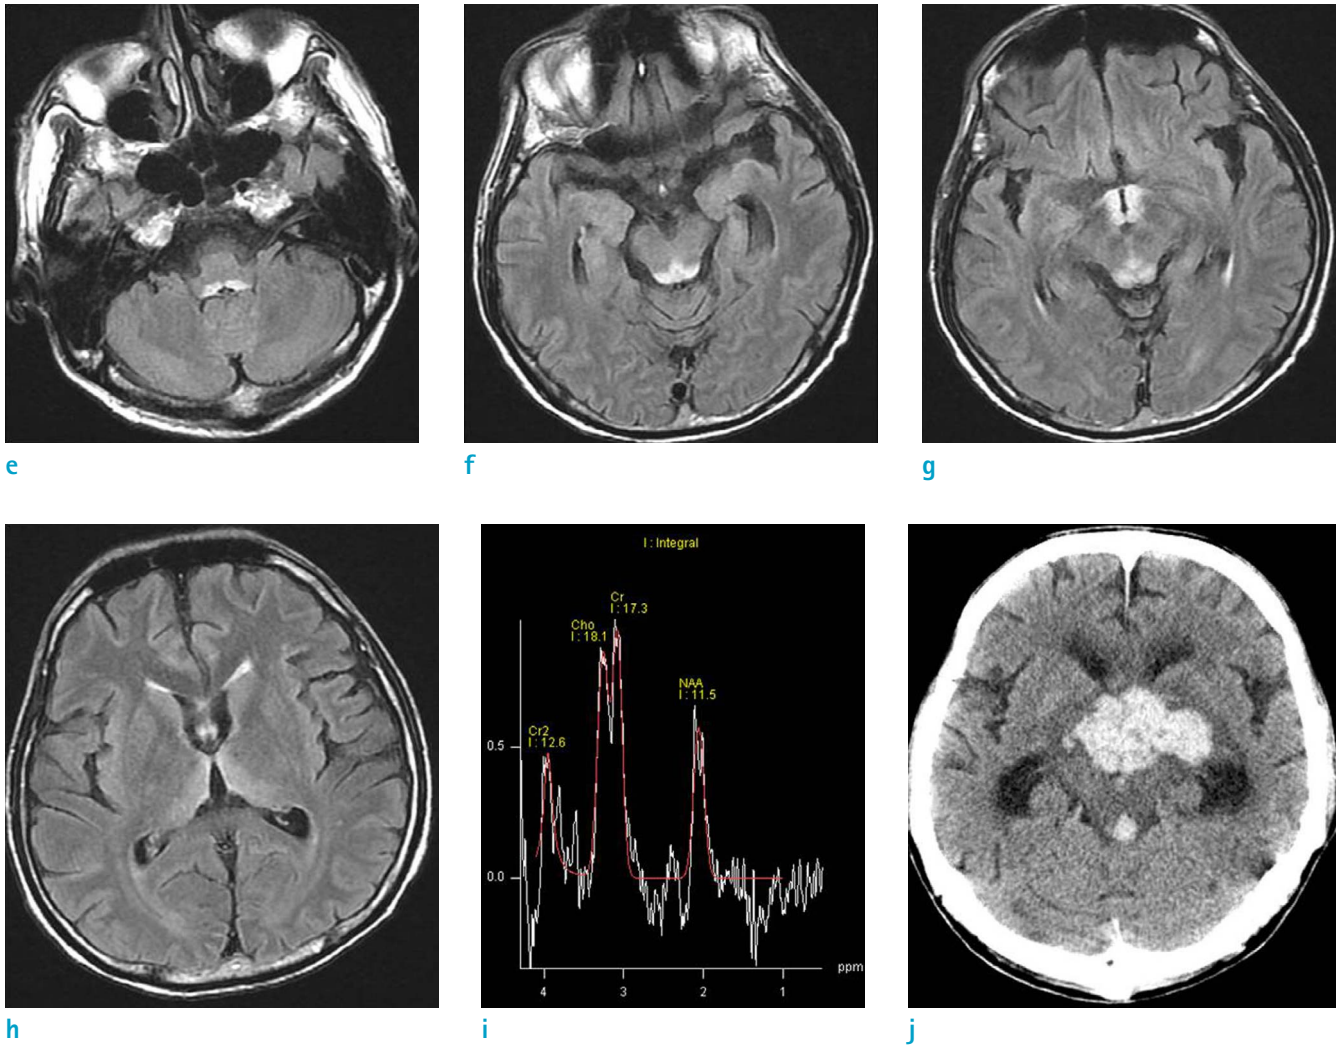 e
f
g
I : Integral
Cr
I : 17.3
Cho
I : 18.1
NAA
I : 11.5
Cr2
I : 12.6
0.5
0.0
ppm
4 3 2 1
h
i
j